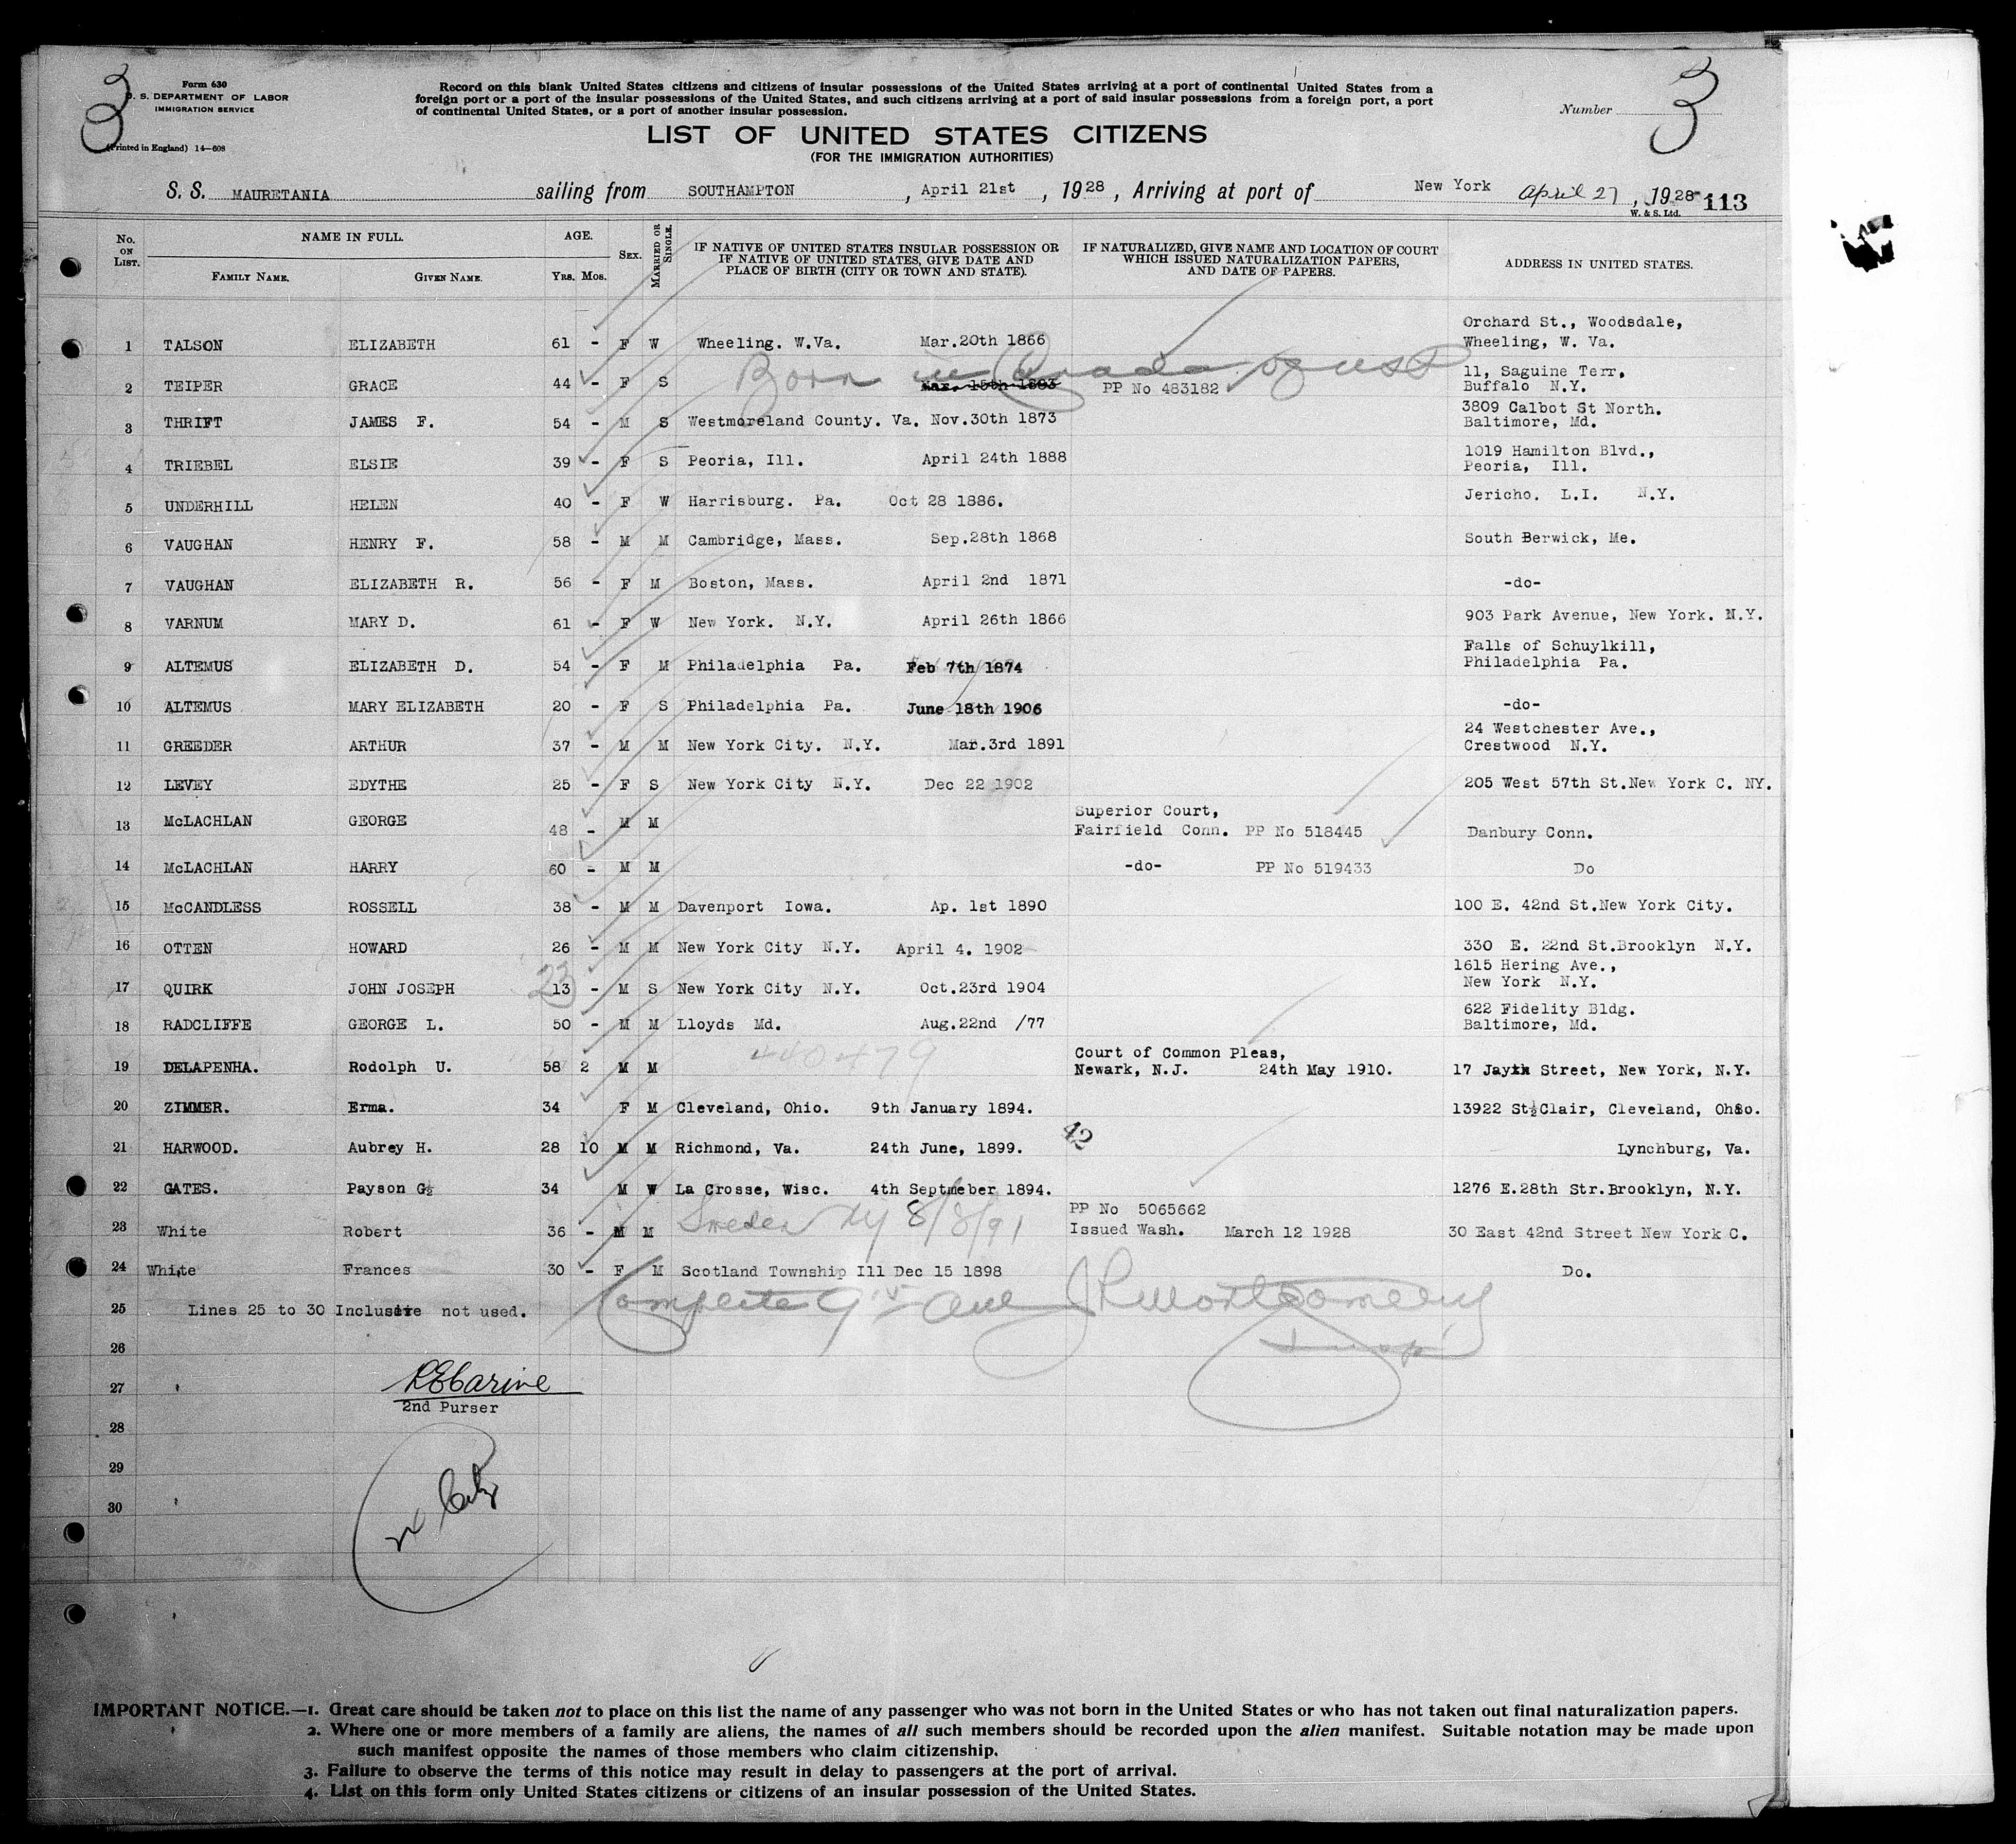 3
Form 630
U. S. DEPARTMENT OF LABOR
IMMIGRATION SERVICE
(Printed in England) 14—608
Record on this blank United States citizens and citizens of insular possessions of the United States arriving at a port of continental United States from a
foreign port or a port of the insular possessions of the United States, and such citizens arriving at a port of said insular possessions from a foreign port, a port
of continental United States, or a port of another insular possession.
Number 3
LIST OF UNITED STATES CITIZENS
(FOR THE IMMIGRATION AUTHORITIES)
S. S. MAURETANIA sailing from SOUTHAMPTON, April 21st, 1928, Arriving at port of New York April 27, 1928 113
W. & S. Ltd.
No. ON LIST. NAME IN FULL. FAMILY NAME. GIVEN NAME. AGE. Yrs. Mos. SEX. MARRIED OR SINGLE. IF NATIVE OF UNITED STATES INSULAR POSSESSION OR IF NATIVE OF UNITED STATES, GIVE DATE AND PLACE OF BIRTH (CITY OR TOWN AND STATE). IF NATURALIZED, GIVE NAME AND LOCATION OF COURT WHICH ISSUED NATURALIZATION PAPERS, AND DATE OF PAPERS. ADDRESS IN UNITED STATES.
1 TALSON ELIZABETH 61 - F W Wheeling. W.Va. Mar.20th 1866 Orchard St., Woodsdale, Wheeling, W. Va.
2 TEIPER GRACE 44 - F S Born in Canada Mar. 15th 1883 PP No 483182 11, Saguine Terr, Buffalo N.Y.
3 THRIFT JAMES F. 54 - M S Westmoreland County. Va. Nov.30th 1873 3809 Calbot St North. Baltimore, Md.
4 TRIEBEL ELSIE 39 - F S Peoria, Ill. April 24th 1888 1019 Hamilton Blvd., Peoria, Ill.
5 UNDERHILL HELEN 40 - F W Harrisburg. Pa. Oct 28 1886. Jericho. L.I. N.Y.
6 VAUGHAN HENRY F. 58 - M M Cambridge, Mass. Sep.28th 1868 South Berwick, Me.
7 VAUGHAN ELIZABETH R. 56 - F M Boston, Mass. April 2nd 1871 -do-
8 VARNUM MARY D. 61 - F W New York. N.Y. April 26th 1866 903 Park Avenue, New York. N.Y.
9 ALTEMUS ELIZABETH D. 54 - F M Philadelphia Pa. Feb 7th 1874 Falls of Schuylkill, Philadelphia Pa.
10 ALTEMUS MARY ELIZABETH 20 - F S Philadelphia Pa. June 18th 1906 -do-
11 GREEDER ARTHUR 37 - M M New York City. N.Y. Mar.3rd 1891 24 Westchester Ave., Crestwood N.Y.
12 LEVEY EDYTHE 25 - F S New York City N.Y. Dec 22 1902 205 West 57th St.New York C. NY.
13 McLACHLAN GEORGE 48 - M M Superior Court, Fairfield Conn. PP No 518445 Danbury Conn.
14 McLACHLAN HARRY 60 - M M -do- PP No 519433 Do
15 McCANDLESS ROSSELL 38 - M M Davenport Iowa. Ap. 1st 1890 100 E. 42nd St.New York City.
16 OTTEN HOWARD 26 - M M New York City N.Y. April 4. 1902 330 E. 22nd St.Brooklyn N.Y.
17 QUIRK JOHN JOSEPH 23 13 - M S New York City N.Y. Oct.23rd 1904 1615 Hering Ave., New York N.Y.
18 RADCLIFFE GEORGE L. 50 - M M Lloyds Md. Aug.22nd /77 622 Fidelity Bldg. Baltimore, Md.
19 DELAPENHA. Rodolph U. 58 2 M M 440479 Court of Common Pleas, Newark, N.J. 24th May 1910. 17 Jay Street, New York, N.Y.
20 ZIMMER. Erma. 34 F M Cleveland, Ohio. 9th January 1894. 13922 St½Clair, Cleveland, Ohio.
21 HARWOOD. Aubrey H. 28 10 M M Richmond, Va. 24th June, 1899. 42 Lynchburg, Va.
22 GATES. Payson G½ 34 M W La Crosse, Wisc. 4th Septmeber 1894. 1276 E.28th Str.Brooklyn, N.Y.
23 White Robert 36 - M M Sweden NY 8/8/91 PP No 5065662 Issued Wash. March 12 1928 30 East 42nd Street New York C.
24 White Frances 30 - F M Scotland Township Ill Dec 15 1898 Do.
25 Lines 25 to 30 Inclusive not used. Complete
26
27 2nd Purser
28
29
30
IMPORTANT NOTICE.—1. Great care should be taken not to place on this list the name of any passenger who was not born in the United States or who has not taken out final naturalization papers.
2. Where one or more members of a family are aliens, the names of all such members should be recorded upon the alien manifest. Suitable notation may be made upon
such manifest opposite the names of those members who claim citizenship.
3. Failure to observe the terms of this notice may result in delay to passengers at the port of arrival.
4. List on this form only United States citizens or citizens of an insular possession of the United States.